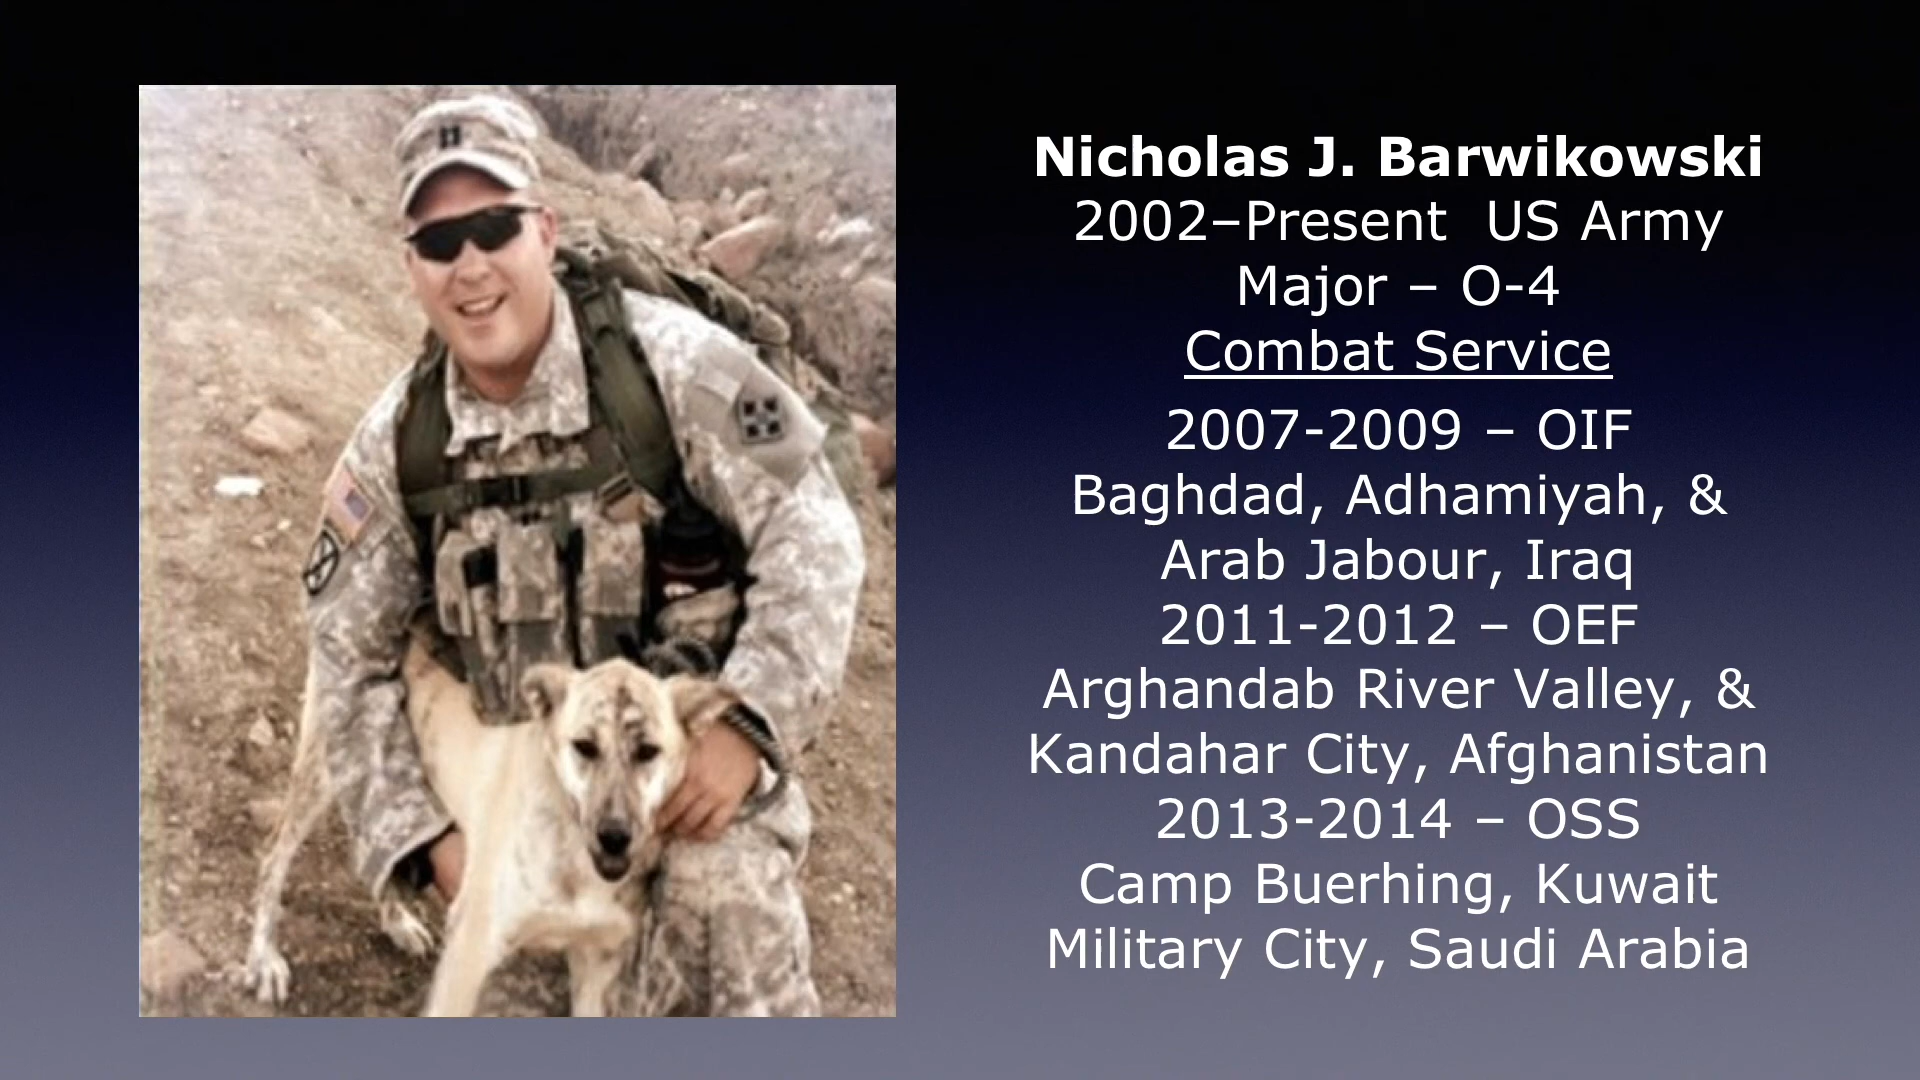 Nicholas J. Barwikowski
2002–Present  US Army
Major – O-4
Combat Service
2007-2009 – OIF
Baghdad, Adhamiyah, &
Arab Jabour, Iraq
2011-2012 – OEF
Arghandab River Valley, &
Kandahar City, Afghanistan
2013-2014 – OSS
Camp Buerhing, Kuwait
Military City, Saudi Arabia